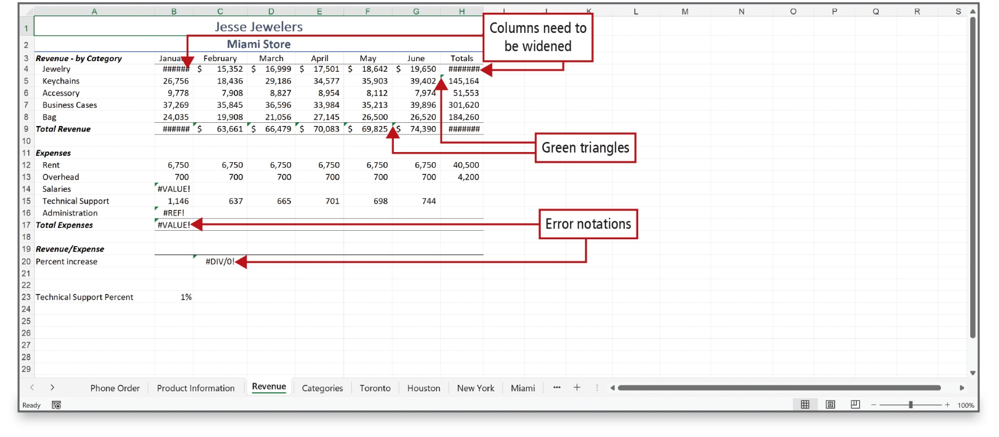 A B C D E F G H K L M N O P Q R S
1 Jesse Jewelers
2 Miami Store
Columns need to
be widened
3 Revenue - by Category Janua February March April May June Totals
4 Jewelry ###### $ 15,352 $ 16,999 $ 17,501 $ 18,642 $ 19,650 #######
5 Keychains 26,756 18,436 29,186 34,577 35,903 39,402 145,164
6 Accessory 9,778 7,908 8,827 8,954 8,112 7,974 51,553
7 Business Cases 37,269 35,845 36,596 33,984 35,213 39,896 301,620
8 Bag 24,035 19,908 21,056 27,145 26,500 26,520 184,260
9 Total Revenue ###### $ 63,661 $ 66,479 $ 70,083 $ 69,825 $ 74,390 #######
10
Green triangles
11 Expenses
12 Rent 6,750 6,750 6,750 6,750 6,750 6,750 40,500
13 Overhead 700 700 700 700 700 700 4,200
14 Salaries #VALUE!
15 Technical Support 1,146 637 665 701 698 744
16 Administration #REF!
17 Total Expenses #VALUE!
Error notations
18
19 Revenue/Expense
20 Percent increase #DIV/0!
21
22
23 Technical Support Percent 1%
24
25
26
27
28
29
Phone Order Product Information Revenue Categories Toronto Houston New York Miami ... +
Ready − + 100%